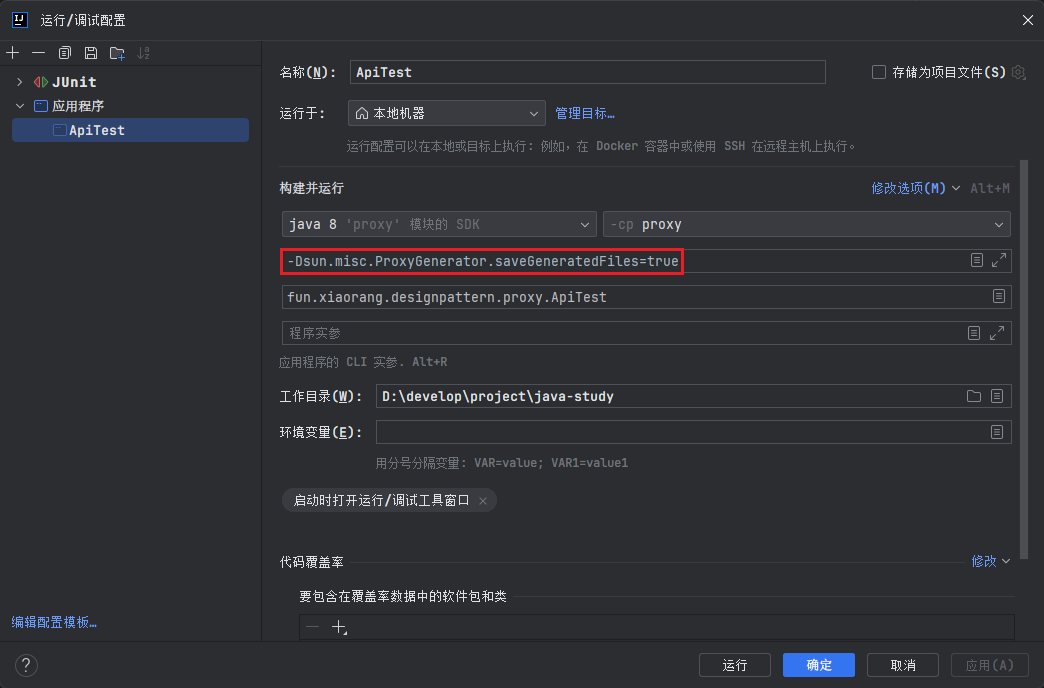 运行/调试配置
JUnit
应用程序
ApiTest
编辑配置模板...
名称(N): ApiTest 存储为项目文件(S)
运行于: 本地机器 管理目标...
运行配置可以在本地或目标上执行: 例如, 在 Docker 容器中或使用 SSH 在远程主机上执行。
构建并运行 修改选项(M) Alt+M
java 8 'proxy' 模块的 SDK -cp proxy
-Dsun.misc.ProxyGenerator.saveGeneratedFiles=true
fun.xiaorang.designpattern.proxy.ApiTest
程序实参
应用程序的 CLI 实参. Alt+R
工作目录(W): D:\develop\project\java-study
环境变量(E):
用分号分隔变量: VAR=value; VAR1=value1
启动时打开运行/调试工具窗口
代码覆盖率 修改
要包含在覆盖率数据中的软件包和类
? 运行 确定 取消 应用(A)